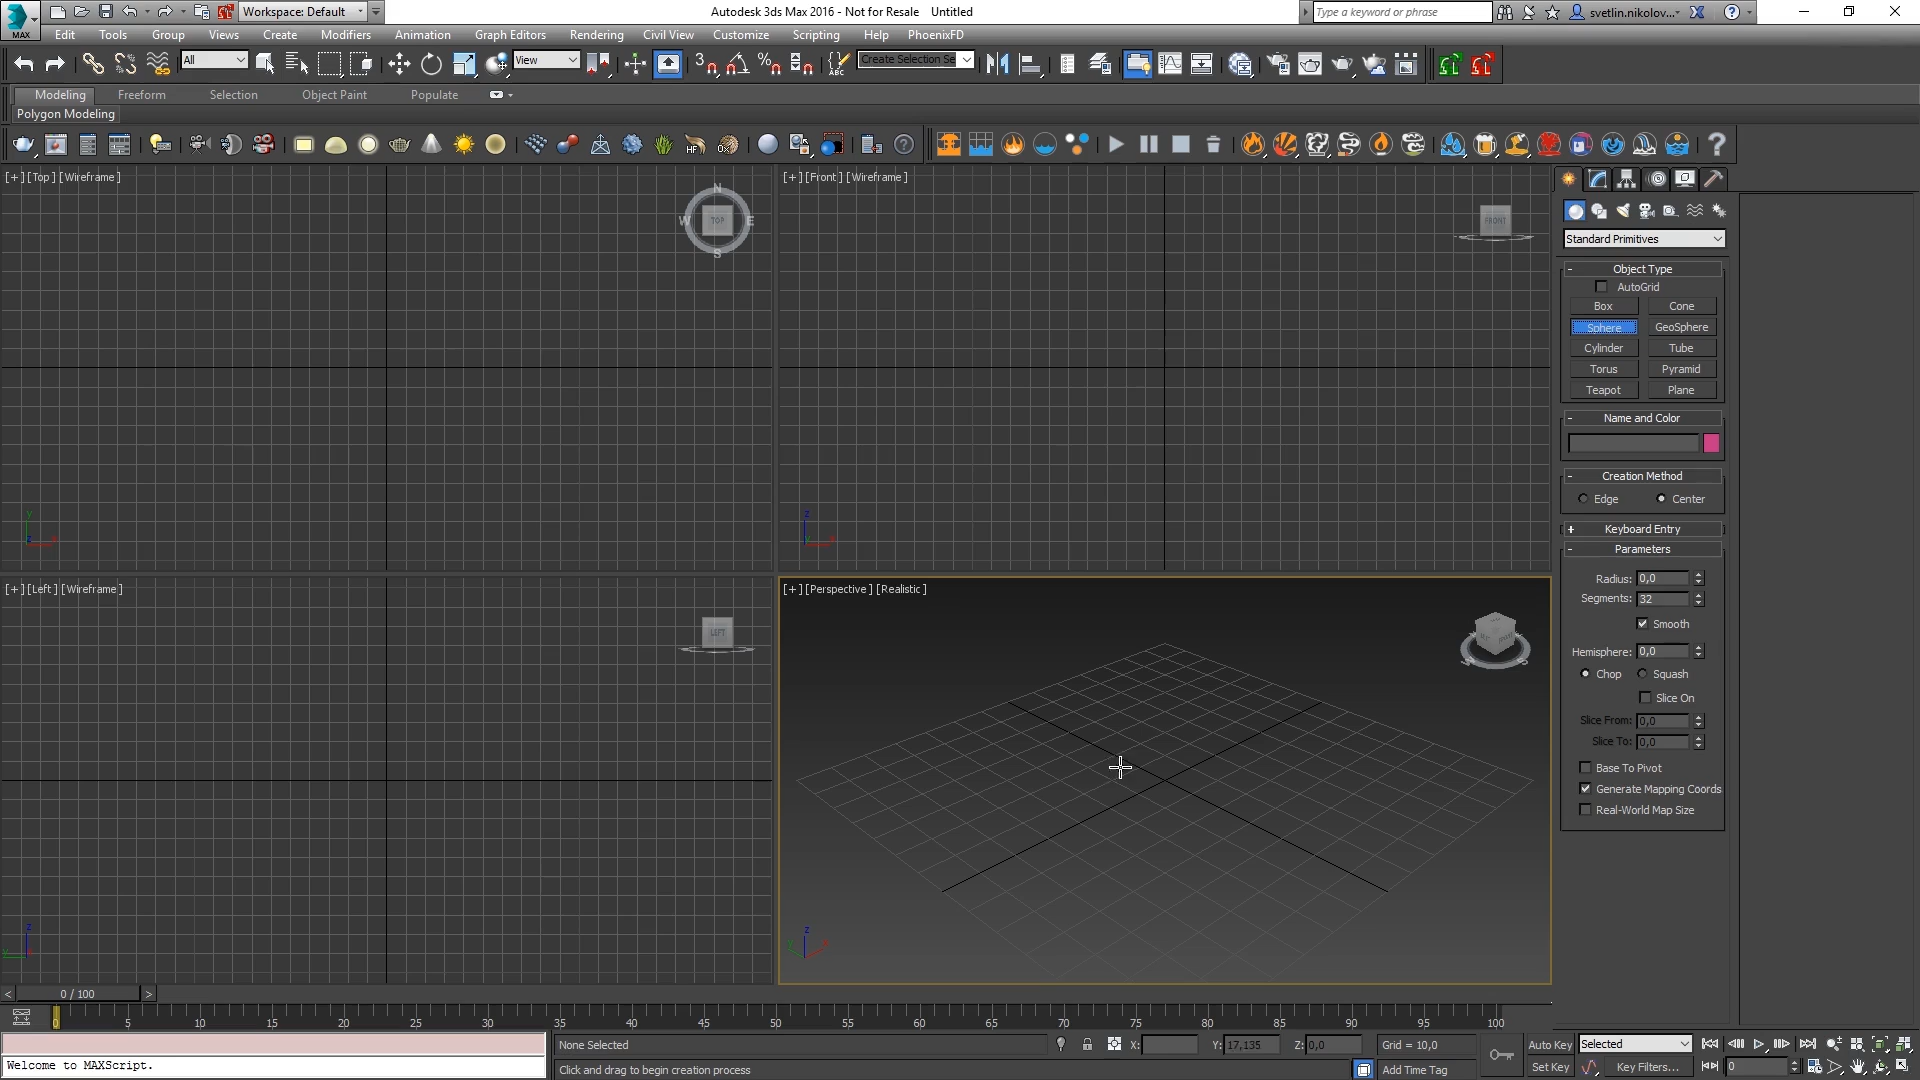 Workspace: Default
Autodesk 3ds Max 2016 - Not for Resale   Untitled
Type a keyword or phrase
svetlin.nikolov...
MAX
Edit Tools Group Views Create Modifiers Animation Graph Editors Rendering Civil View Customize Scripting Help PhoenixFD
All
View
Create Selection Se
Modeling Freeform Selection Object Paint Populate
Polygon Modeling
[+] [Top] [Wireframe]
[+] [Front] [Wireframe]
N
W TOP E
S
FRONT
Standard Primitives
Object Type
AutoGrid
Box Cone
Sphere GeoSphere
Cylinder Tube
Torus Pyramid
Teapot Plane
Name and Color
Creation Method
Edge Center
Keyboard Entry
Parameters
Radius: 0,0
Segments: 32
Smooth
Hemisphere: 0,0
Chop Squash
Slice On
Slice From: 0,0
Slice To: 0,0
Base To Pivot
Generate Mapping Coords
Real-World Map Size
[+] [Left] [Wireframe]
LEFT
[+] [Perspective] [Realistic]
< 0 / 100 >
0 5 10 15 20 25 30 35 40 45 50 55 60 65 70 75 80 85 90 95 100
None Selected
X: Y: 17,135 Z: 0,0
Grid = 10,0
Auto Key Selected
Welcome to MAXScript.
Click and drag to begin creation process
Add Time Tag
Set Key Key Filters... 0